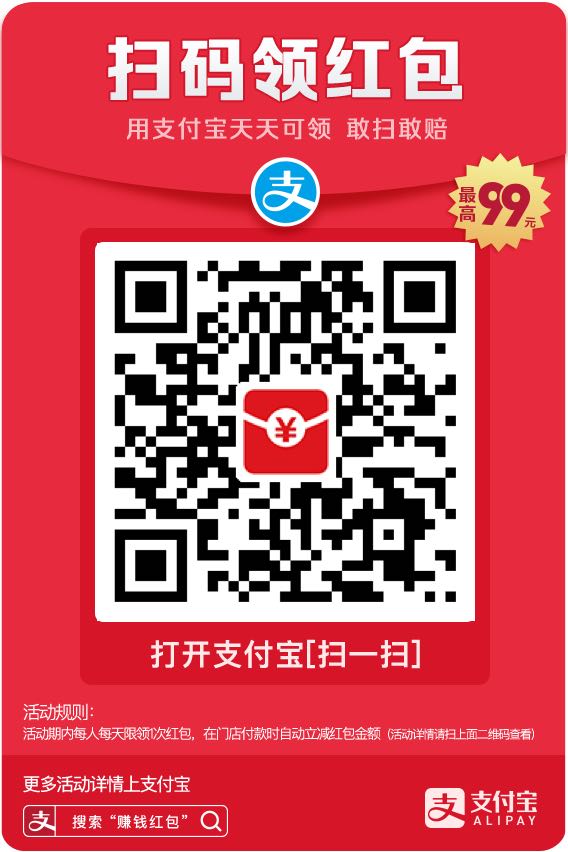 扫码领红包
用支付宝天天可领 敢扫敢赔
支
最高99元
¥
打开支付宝[扫一扫]
活动规则：
活动期内每人每天限领1次红包，在门店付款时自动立减红包金额（活动详情请扫上面二维码查看）
更多活动详情上支付宝
支 搜索“赚钱红包”
支 支付宝
ALIPAY